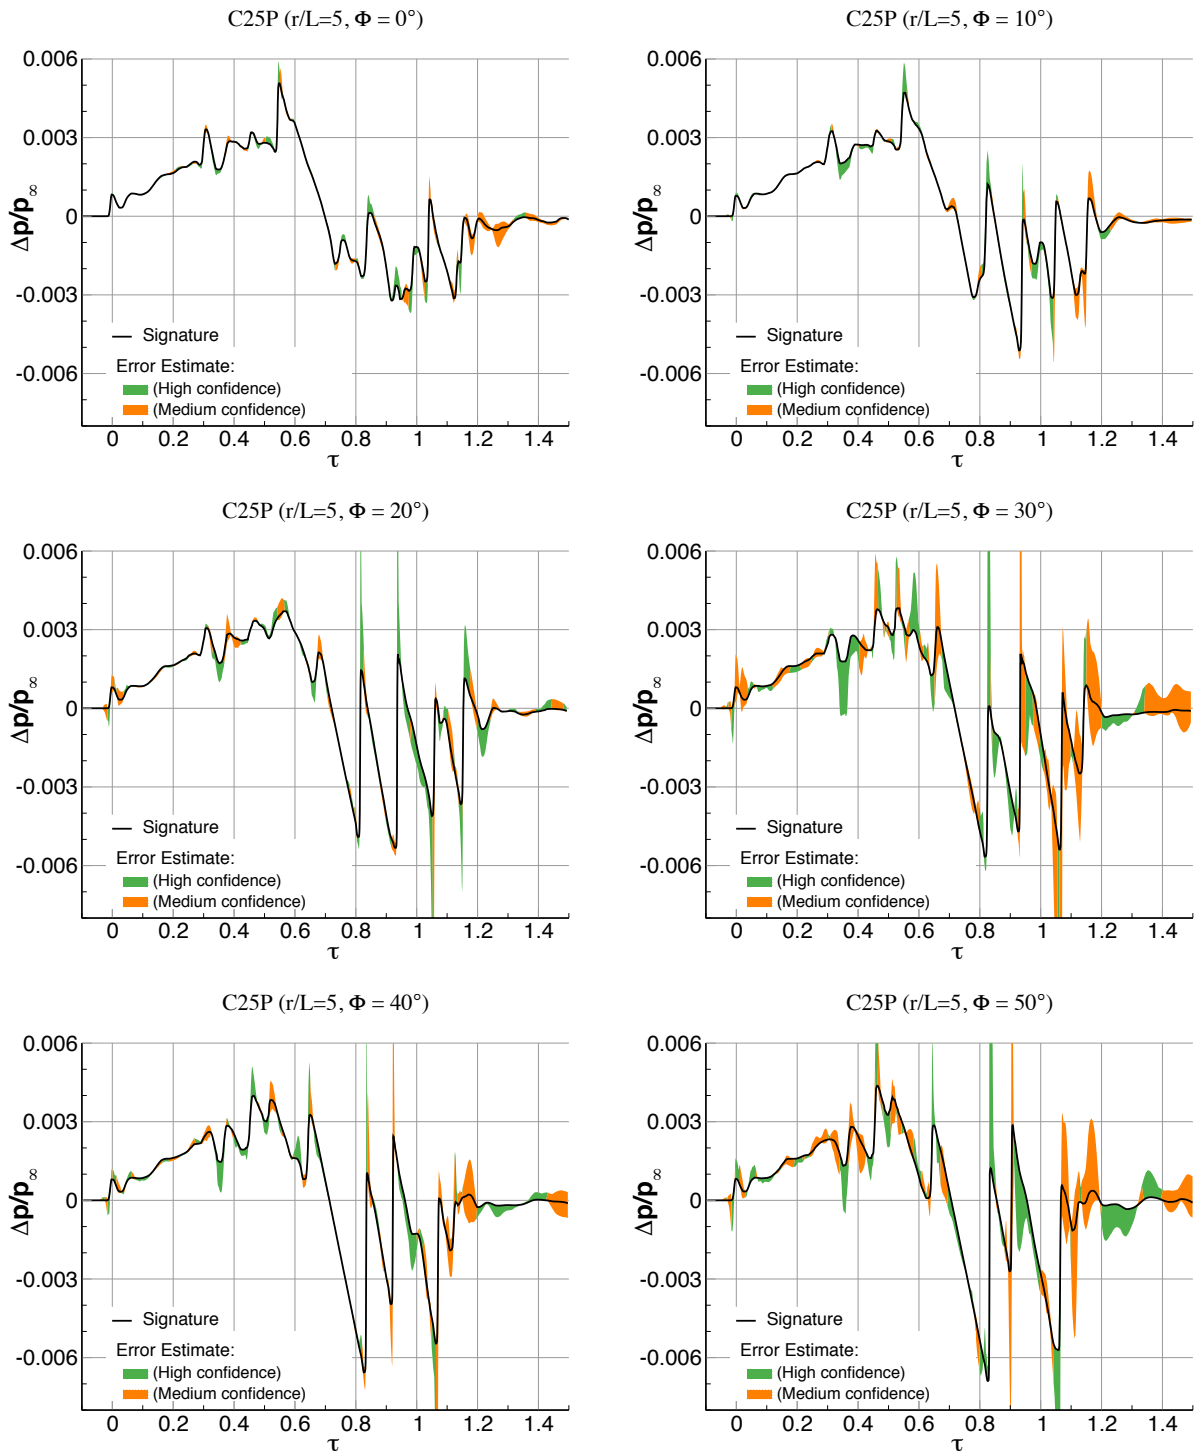 C25P (r/L=5, Φ = 0°)
0.006
0.003
0
-0.003
-0.006
Δp/p∞
Signature
Error Estimate:
(High confidence)
(Medium confidence)
0 0.2 0.4 0.6 0.8 1 1.2 1.4
τ
C25P (r/L=5, Φ = 10°)
0.006
0.003
0
-0.003
-0.006
Δp/p∞
Signature
Error Estimate:
(High confidence)
(Medium confidence)
0 0.2 0.4 0.6 0.8 1 1.2 1.4
τ
C25P (r/L=5, Φ = 20°)
0.006
0.003
0
-0.003
-0.006
Δp/p∞
Signature
Error Estimate:
(High confidence)
(Medium confidence)
0 0.2 0.4 0.6 0.8 1 1.2 1.4
τ
C25P (r/L=5, Φ = 30°)
0.006
0.003
0
-0.003
-0.006
Δp/p∞
Signature
Error Estimate:
(High confidence)
(Medium confidence)
0 0.2 0.4 0.6 0.8 1 1.2 1.4
τ
C25P (r/L=5, Φ = 40°)
0.006
0.003
0
-0.003
-0.006
Δp/p∞
Signature
Error Estimate:
(High confidence)
(Medium confidence)
0 0.2 0.4 0.6 0.8 1 1.2 1.4
τ
C25P (r/L=5, Φ = 50°)
0.006
0.003
0
-0.003
-0.006
Δp/p∞
Signature
Error Estimate:
(High confidence)
(Medium confidence)
0 0.2 0.4 0.6 0.8 1 1.2 1.4
τ